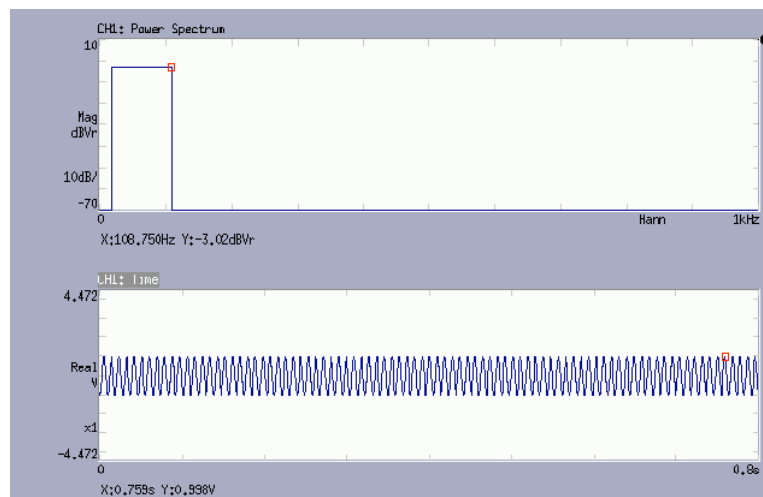 CH1: Power Spectrum
10
Mag
dBVr
10dB/
-70
0 Hann 1kHz
X:108.750Hz Y:-3.02dBVr
CH1: Time
4.472
Real
V
x1
-4.472
0 0.8s
X:0.759s Y:0.998V